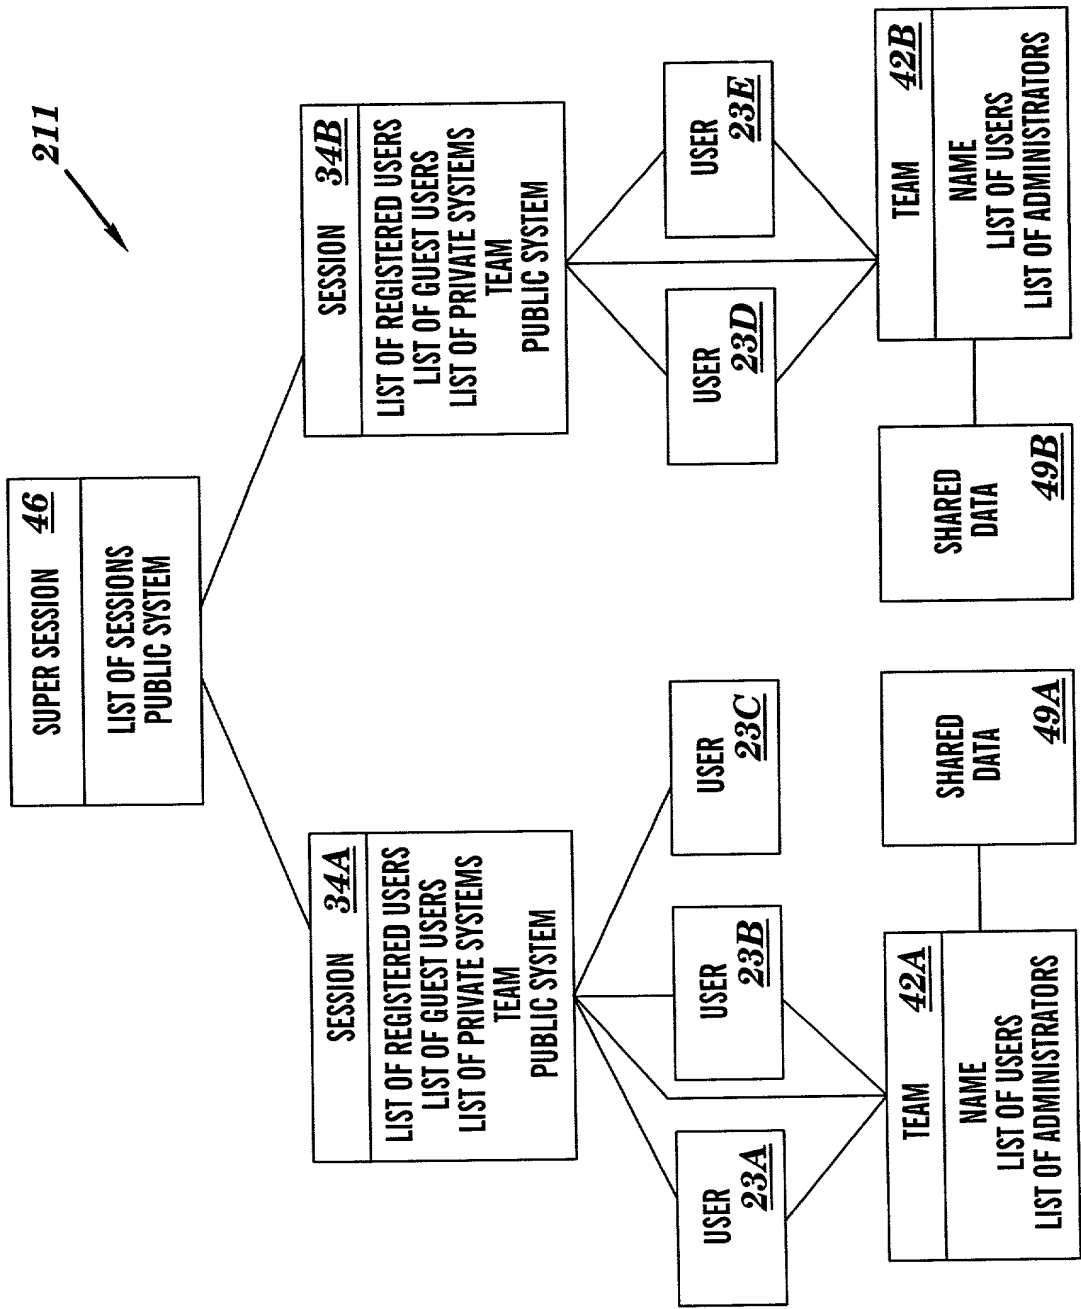 211
SUPER SESSION 46
LIST OF SESSIONS
PUBLIC SYSTEM
SESSION 34A
LIST OF REGISTERED USERS
LIST OF GUEST USERS
LIST OF PRIVATE SYSTEMS
TEAM
PUBLIC SYSTEM
SESSION 34B
LIST OF REGISTERED USERS
LIST OF GUEST USERS
LIST OF PRIVATE SYSTEMS
TEAM
PUBLIC SYSTEM
USER
23A
USER
23B
USER
23C
USER
23D
USER
23E
TEAM 42A
NAME
LIST OF USERS
LIST OF ADMINISTRATORS
SHARED
DATA
49A
SHARED
DATA
49B
TEAM 42B
NAME
LIST OF USERS
LIST OF ADMINISTRATORS